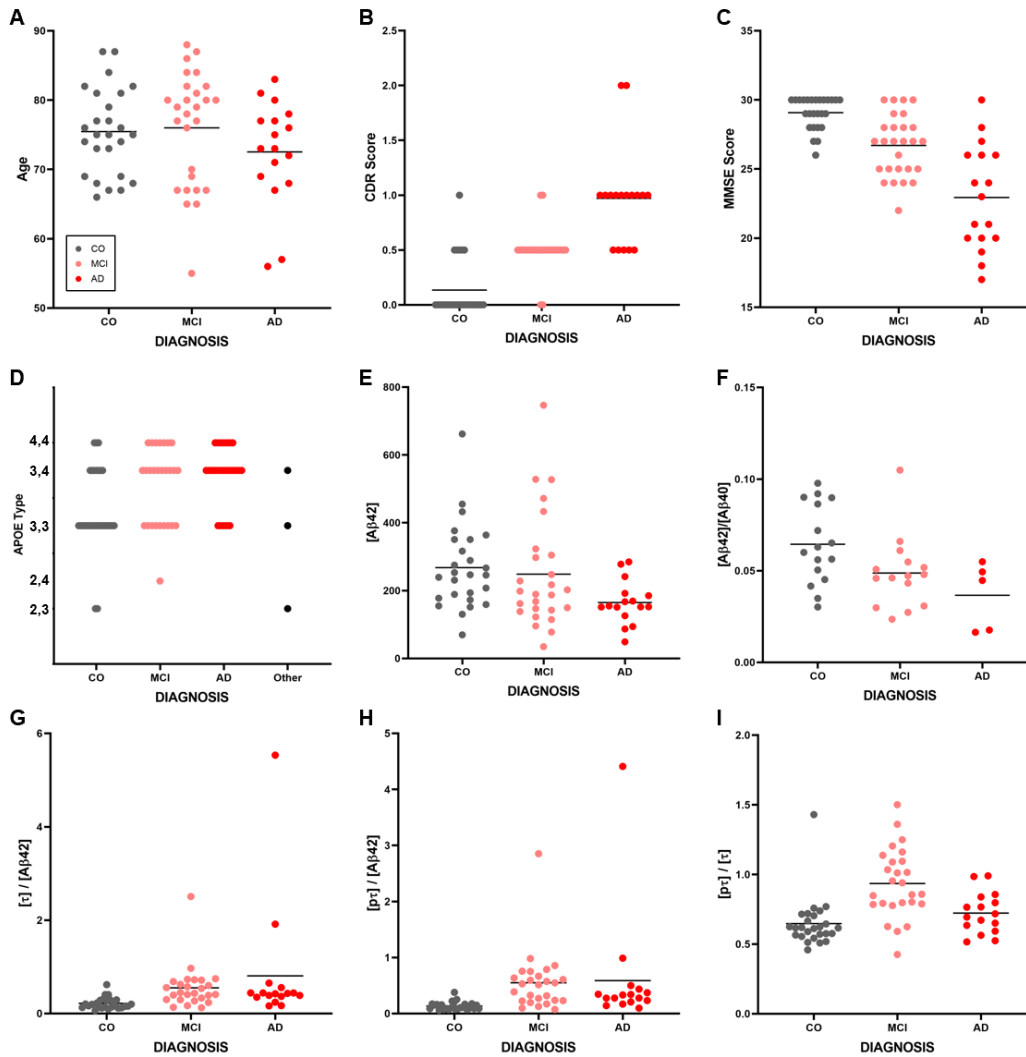 A
90
80
70
60
50
Age
CO
MCI
AD
CO
MCI
AD
DIAGNOSIS
B
2.5
2.0
1.5
1.0
0.5
0.0
CDR Score
CO
MCI
AD
DIAGNOSIS
C
35
30
25
20
15
MMSE Score
CO
MCI
AD
DIAGNOSIS
D
4,4
3,4
3,3
2,4
2,3
APOE Type
CO
MCI
AD
Other
DIAGNOSIS
E
800
600
400
200
0
[Aβ42]
CO
MCI
AD
DIAGNOSIS
F
0.15
0.10
0.05
0.00
[Aβ42]/[Aβ40]
CO
MCI
AD
DIAGNOSIS
G
6
4
2
0
[τ] / [Aβ42]
CO
MCI
AD
DIAGNOSIS
H
5
4
3
2
1
0
[pτ] / [Aβ42]
CO
MCI
AD
DIAGNOSIS
I
2.0
1.5
1.0
0.5
0.0
[pτ] / [τ]
CO
MCI
AD
DIAGNOSIS